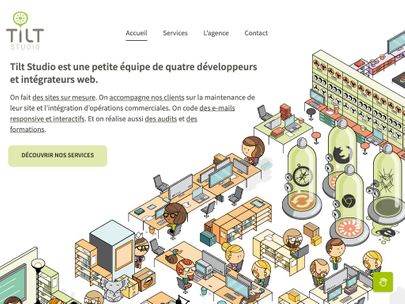 TiLT
STUDIO
Accueil Services L'agence Contact
Tilt Studio est une petite équipe de quatre développeurs
et intégrateurs web.
On fait des sites sur mesure. On accompagne nos clients sur la maintenance
de leur site et l'intégration d'opérations commerciales. On code des e-mails
responsive et interactifs. Et on réalise aussi des audits et des
formations.
DÉCOUVRIR NOS SERVICES